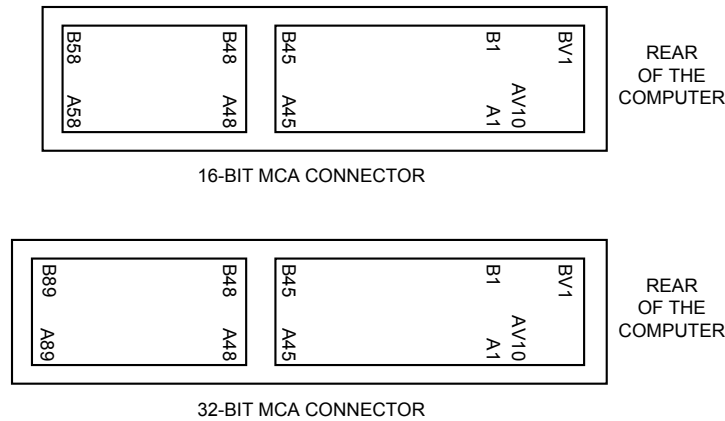 B58 B48 B45 B1 BV1
A58 A48 A45 A1 AV10
REAR
OF THE
COMPUTER
16-BIT MCA CONNECTOR
B89 B48 B45 B1 BV1
A89 A48 A45 A1 AV10
REAR
OF THE
COMPUTER
32-BIT MCA CONNECTOR